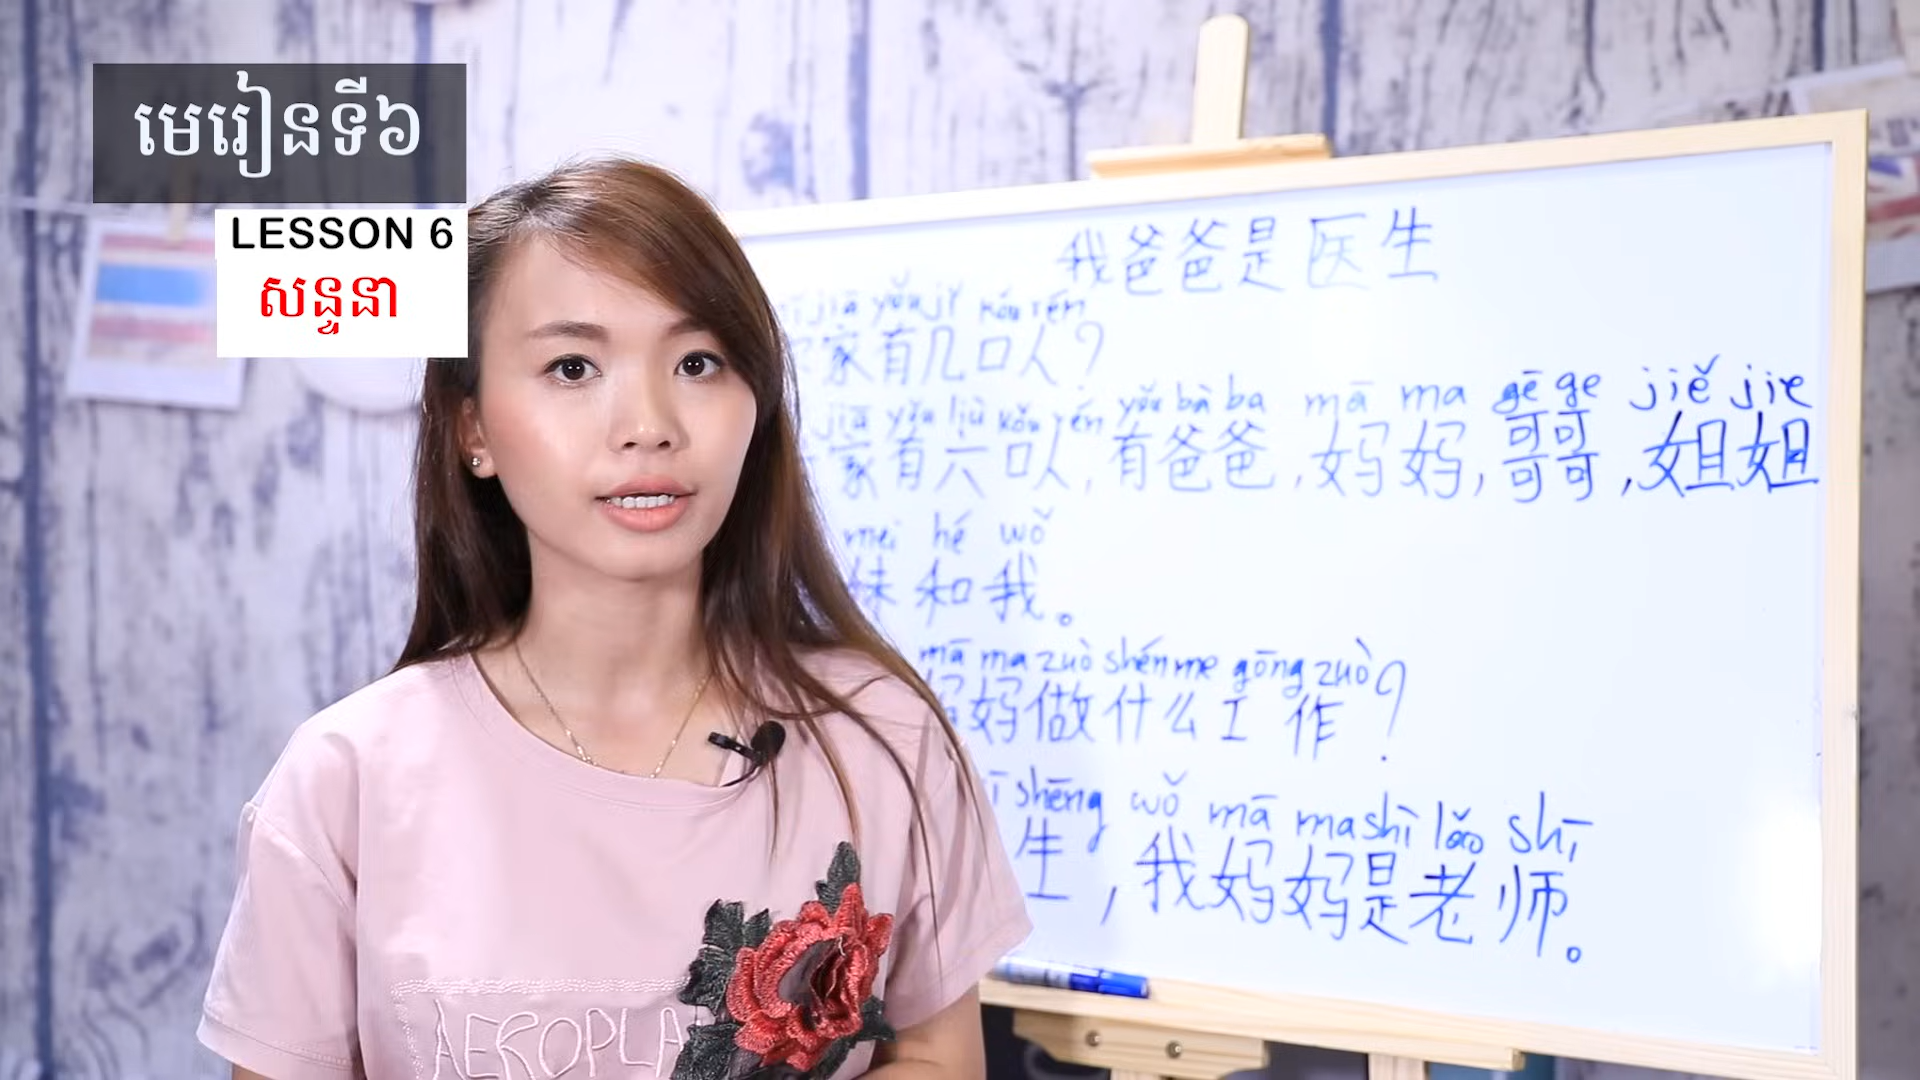 មេរៀនទី៦
LESSON 6
សន្ទនា
我爸爸是医生
jiā yǒu jǐ kǒu rén
家有几口人？
jiā yǒu liù kǒu rén yǒu bà ba mā ma gē ge jiě jie
家有六口人,有爸爸,妈妈,哥哥,姐姐
mei hé wǒ
妹和我。
mā ma zuò shén me gōng zuò
妈妈做什么工作？
shēng wǒ mā ma shì lǎo shī
生,我妈妈是老师。
AEROPLA